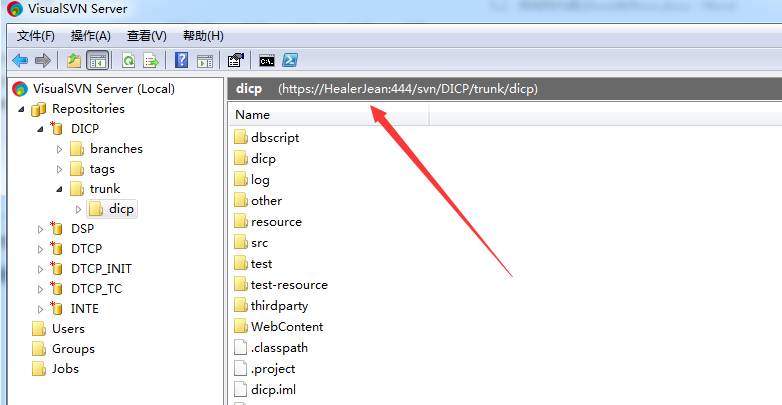 VisualSVN Server
文件(F) 操作(A) 查看(V) 帮助(H)
VisualSVN Server (Local)
Repositories
DICP
branches
tags
trunk
dicp
DSP
DTCP
DTCP_INIT
DTCP_TC
INTE
Users
Groups
Jobs
dicp (https://HealerJean:444/svn/DICP/trunk/dicp)
Name
dbscript
dicp
log
other
resource
src
test
test-resource
thirdparty
WebContent
.classpath
.project
dicp.iml